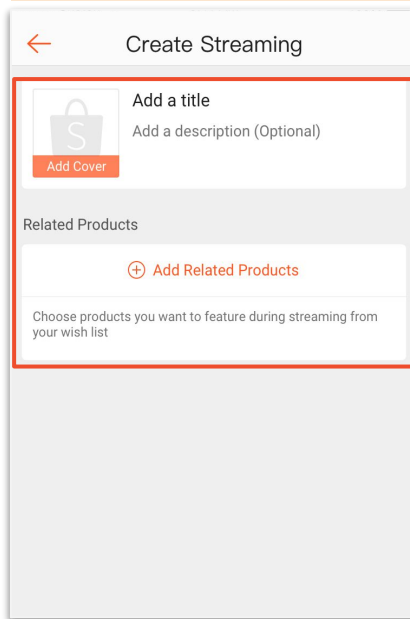 Create Streaming
Add a title
Add a description (Optional)
S
Add Cover
Related Products
Add Related Products
Choose products you want to feature during streaming from
your wish list